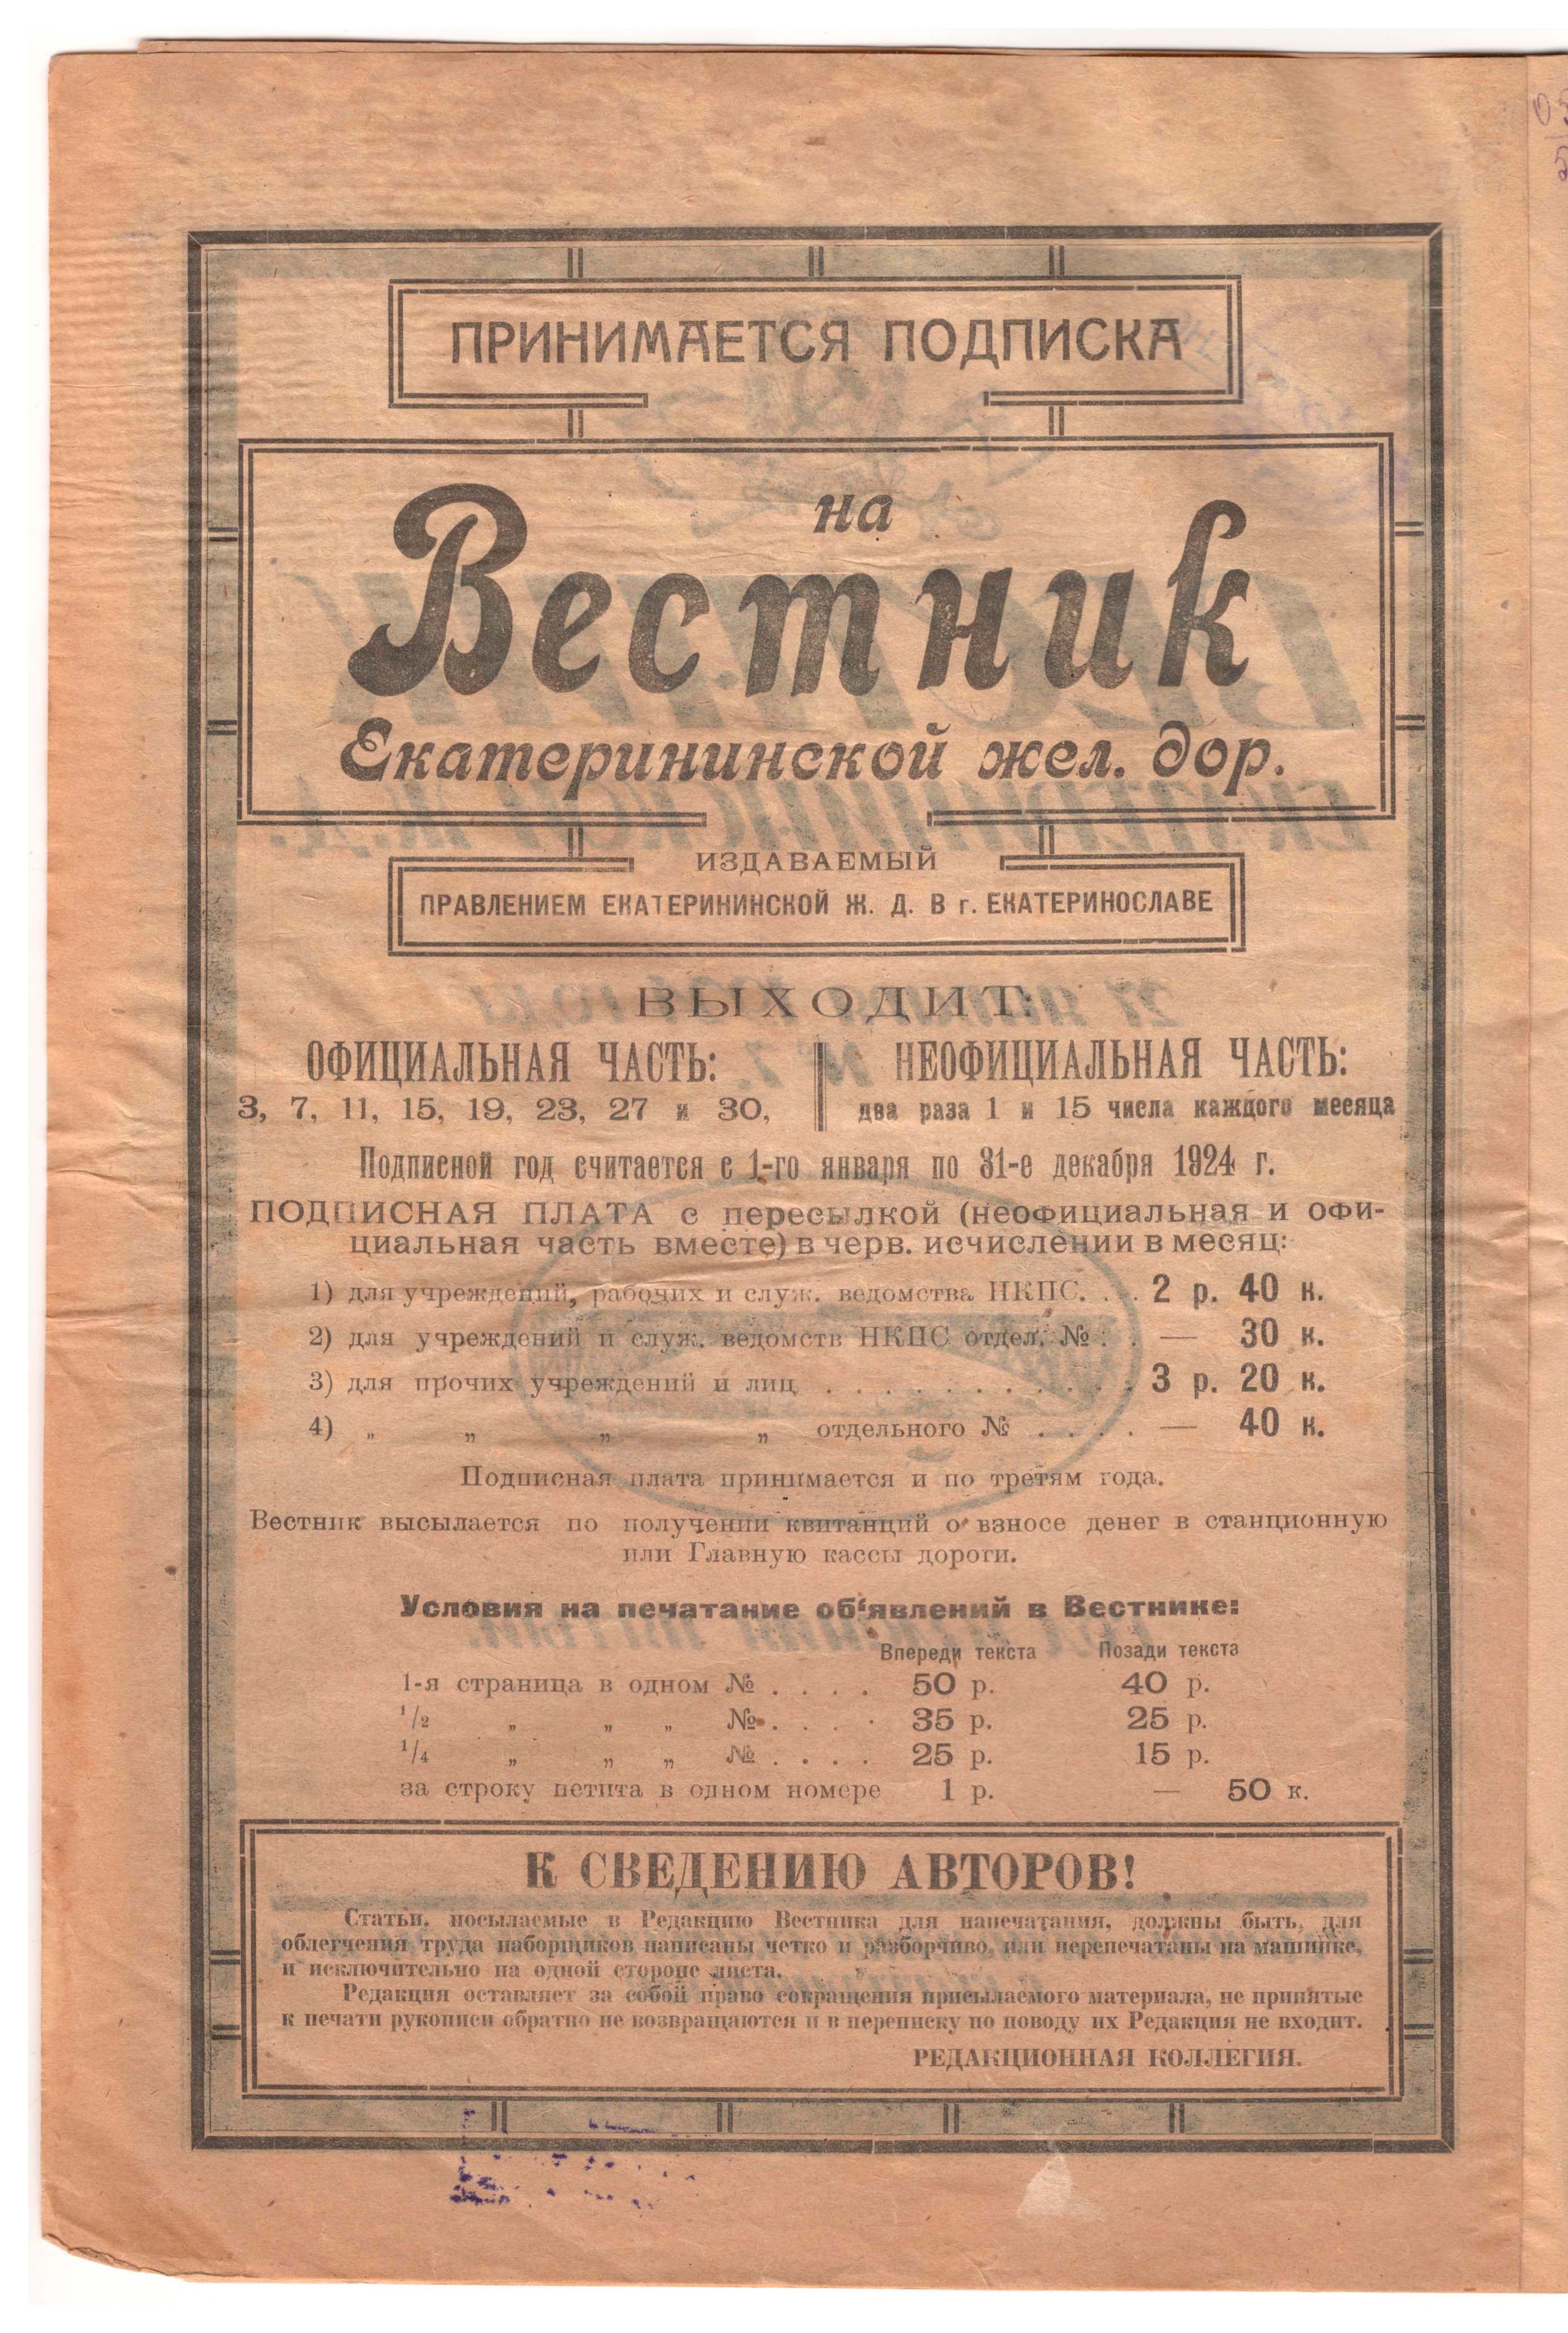 ПРИНИМАЕТСЯ ПОДПИСКА
на
Вестник
Екатерининской жел. дор.
ИЗДАВАЕМЫЙ
ПРАВЛЕНИЕМ ЕКАТЕРИНИНСКОЙ Ж. Д. В г. ЕКАТЕРИНОСЛАВЕ
ВЫХОДИТ:
ОФИЦИАЛЬНАЯ ЧАСТЬ:
3, 7, 11, 15, 19, 23, 27 и 30,
НЕОФИЦИАЛЬНАЯ ЧАСТЬ:
два раза 1 и 15 числа каждого месяца
Подписной год считается с 1-го января по 31-е декабря 1924 г.
ПОДПИСНАЯ ПЛАТА с пересылкой (неофициальная и офи-
циальная часть вместе) в черв. исчислении в месяц:
1) для учреждений, рабочих и служ. ведомства НКПС. . . 2 р. 40 к.
2) для учреждений и служ. ведомств НКПС отдел. № . . — 30 к.
3) для прочих учреждений и лиц . . . . . . . . . . . 3 р. 20 к.
4) „ „ „ „ отдельного № . . . . — 40 к.
Подписная плата принимается и по третям года.
Вестник высылается по получении квитанций о взносе денег в станционную
или Главную кассы дороги.
Условия на печатание об‘явлений в Вестнике:
Впереди текста Позади текста
1-я страница в одном № . . . . 50 р. 40 р.
1/2 „ „ „ № . . . . 35 р. 25 р.
1/4 „ „ „ № . . . . 25 р. 15 р.
за строку петита в одном номере 1 р. — 50 к.
К СВЕДЕНИЮ АВТОРОВ!
Статьи, посылаемые в Редакцию Вестника для напечатания, должны быть, для
облегчения труда наборщиков написаны четко и разборчиво, или перепечатаны на машинке,
и исключительно на одной стороне листа.
Редакция оставляет за собой право сокращения присылаемого материала, не принятые
к печати рукописи обратно не возвращаются и в переписку по поводу их Редакция не входит.
РЕДАКЦИОННАЯ КОЛЛЕГИЯ.